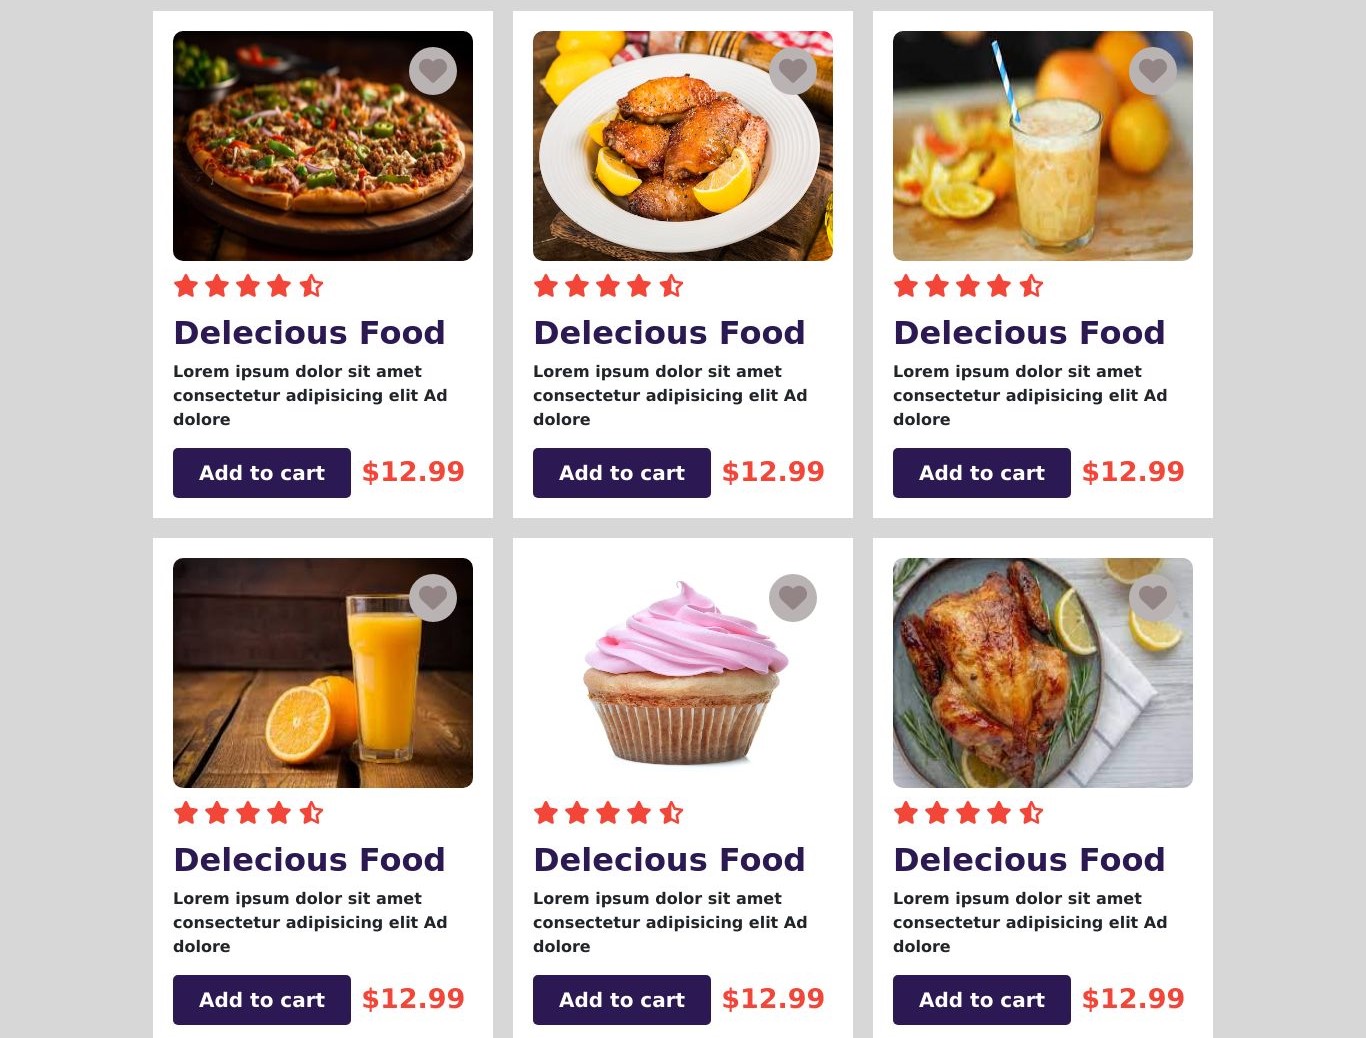 Delecious Food
Lorem ipsum dolor sit amet
consectetur adipisicing elit Ad
dolore
Add to cart $12.99
Delecious Food
Lorem ipsum dolor sit amet
consectetur adipisicing elit Ad
dolore
Add to cart $12.99
Delecious Food
Lorem ipsum dolor sit amet
consectetur adipisicing elit Ad
dolore
Add to cart $12.99
Delecious Food
Lorem ipsum dolor sit amet
consectetur adipisicing elit Ad
dolore
Add to cart $12.99
Delecious Food
Lorem ipsum dolor sit amet
consectetur adipisicing elit Ad
dolore
Add to cart $12.99
Delecious Food
Lorem ipsum dolor sit amet
consectetur adipisicing elit Ad
dolore
Add to cart $12.99